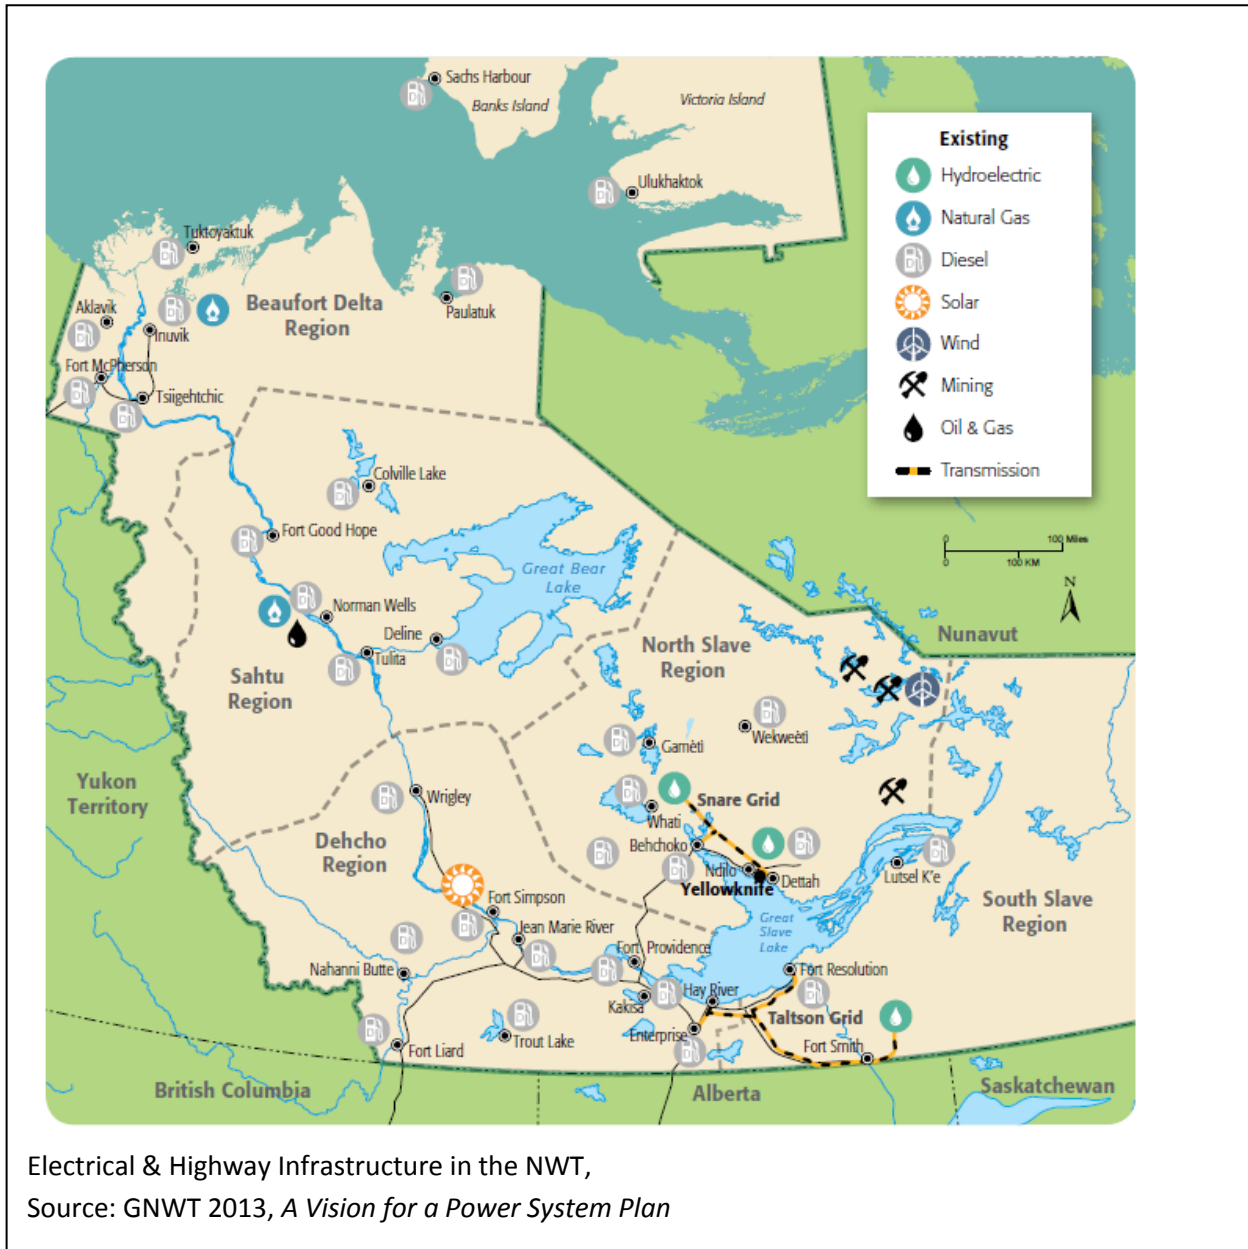 Sachs Harbour
Banks Island
Victoria Island
Ulukhaktok
Tuktoyaktuk
Paulatuk
Beaufort Delta
Region
Aklavik
Inuvik
Fort McPherson
Tsiigehtchic
Existing
Hydroelectric
Natural Gas
Diesel
Solar
Wind
Mining
Oil & Gas
Transmission
0 100 Miles
0 100 KM
N
Colville Lake
Fort Good Hope
Great Bear
Lake
Norman Wells
Deline
Tulita
Sahtu
Region
North Slave
Region
Nunavut
Wekweèti
Gamèti
Yukon
Territory
Wrigley
Whati
Snare Grid
Behchoko
Ndilo
Dettah
Yellowknife
Lutsel K'e
Dehcho
Region
Fort Simpson
Jean Marie River
Great
Slave
Lake
South Slave
Region
Nahanni Butte
Fort Providence
Fort Resolution
Kakisa
Hay River
Taltson Grid
Enterprise
Fort Smith
Trout Lake
Fort Liard
British Columbia
Alberta
Saskatchewan
Electrical & Highway Infrastructure in the NWT,
Source: GNWT 2013, A Vision for a Power System Plan